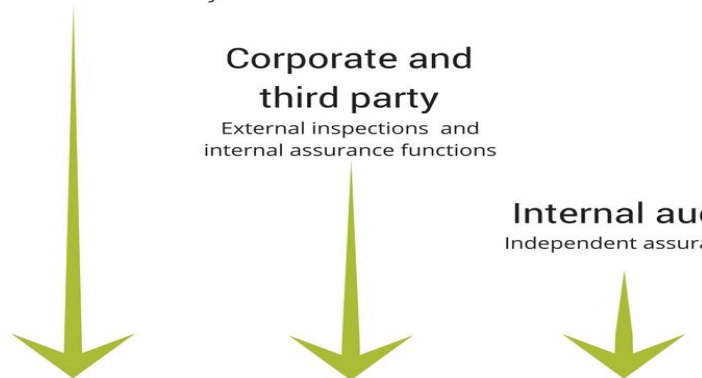 Corporate and
third party
External inspections and
internal assurance functions
Internal
Independent